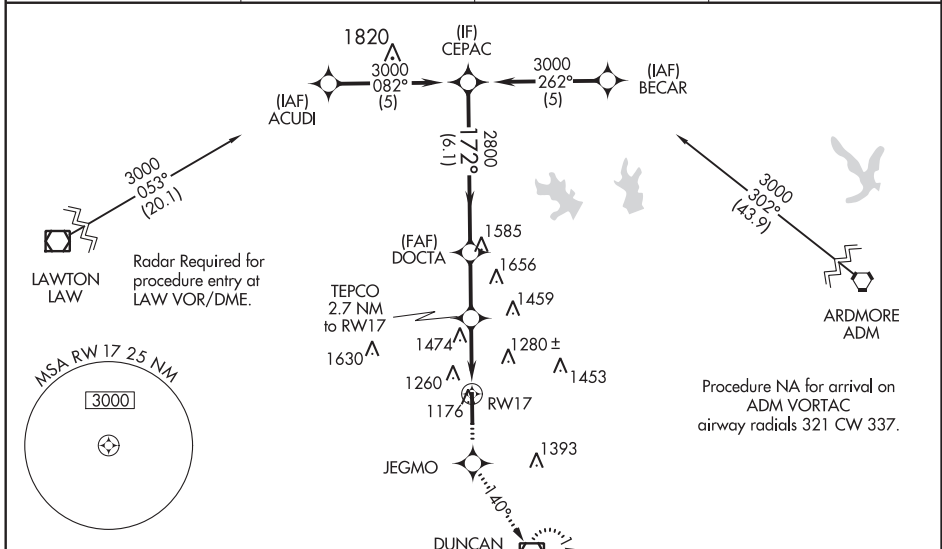 1820
(IF)
CEPAC
3000
082°
(5)
3000
262°
(5)
(IAF)
ACUDI
(IAF)
BECAR
2800
172°
(6.1)
3000
053°
(20.1)
3000
302°
(43.9)
LAWTON
LAW
Radar Required for
procedure entry at
LAW VOR/DME.
(FAF)
DOCTA
1585
1656
TEPCO
2.7 NM
to RW17
1459
ARDMORE
ADM
1474
1280 ±
1630
1453
MSA RW 17 25 NM
3000
1260
1176
RW17
Procedure NA for arrival on
ADM VORTAC
airway radials 321 CW 337.
JEGMO
1393
140°
DUNCAN